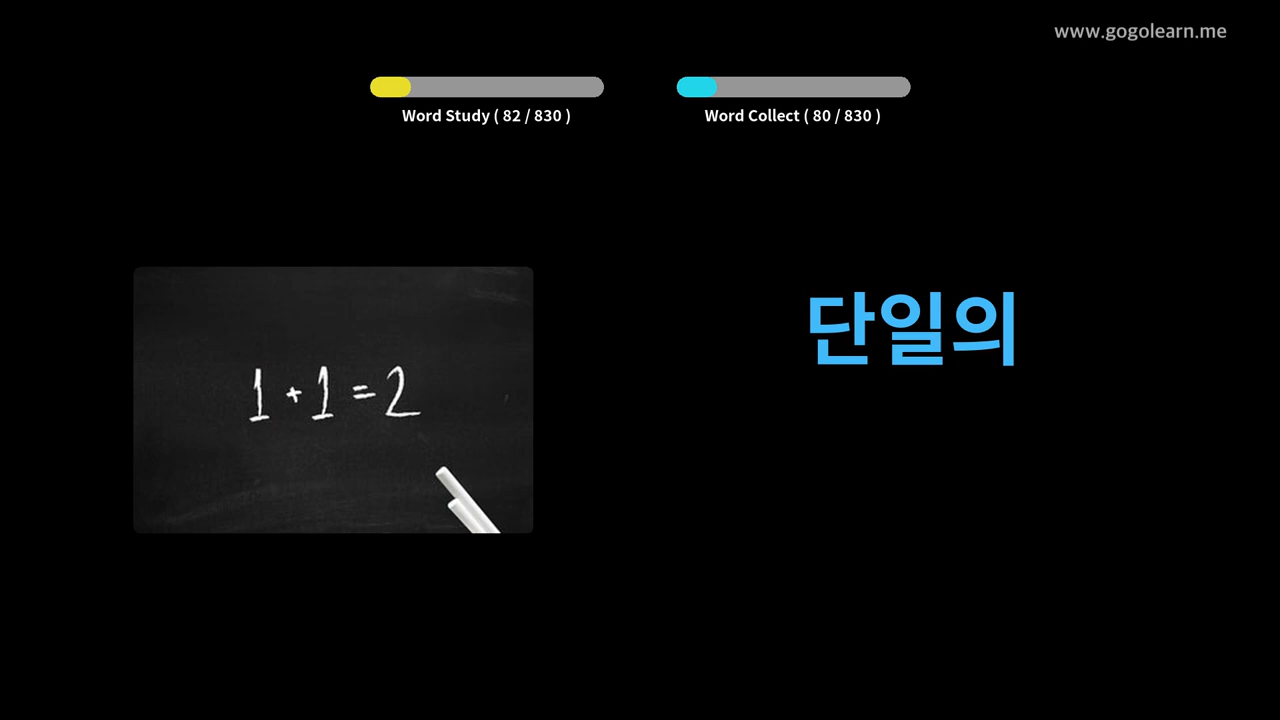 www.gogolearn.me
Word Study ( 82 / 830 )
Word Collect ( 80 / 830 )
1 + 1 = 2
단일의